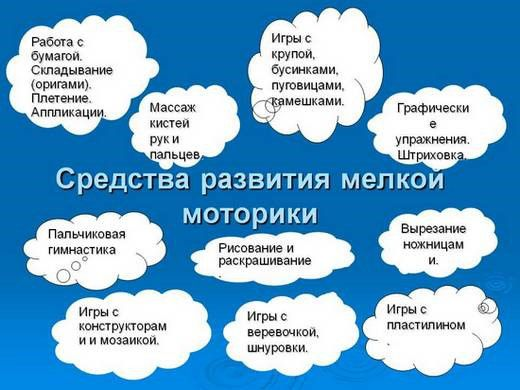 Работа с
бумагой.
Складывание
(оригами).
Плетение.
Аппликации.
Массаж
кистей
рук и
пальцев
Игры с
крупой,
бусинками,
пуговицами,
камешками.
Графически
е
упражнения.
Штриховка.
Средства развития мелкой
моторики
Пальчиковая
гимнастика
Рисование и
раскрашивание
.
Вырезание
ножницам
и.
Игры с
конструкторам
и и мозаикой.
Игры с
веревочкой,
шнуровки.
Игры с
пластилином
.